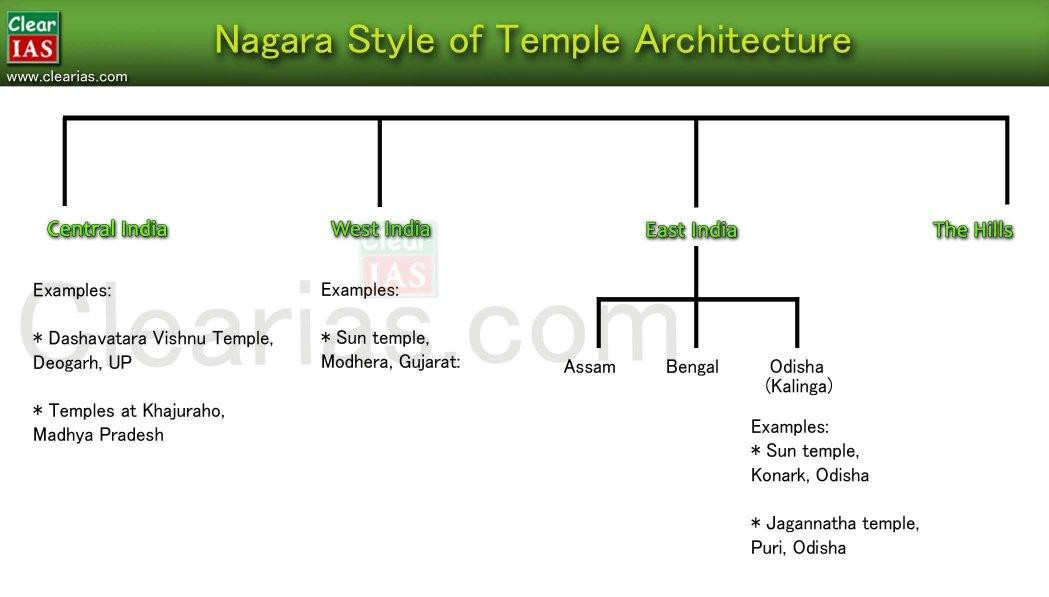 Clear
IAS
www.clearias.com
Nagara Style of Temple Architecture
Central India
West India
East India
The Hills
Clear
IAS
Clearias.com
Examples:
* Dashavatara Vishnu Temple,
Deogarh, UP
* Temples at Khajuraho,
Madhya Pradesh
Examples:
* Sun temple,
Modhera, Gujarat:
Assam
Bengal
Odisha
(Kalinga)
Examples:
* Sun temple,
Konark, Odisha
* Jagannatha temple,
Puri, Odisha